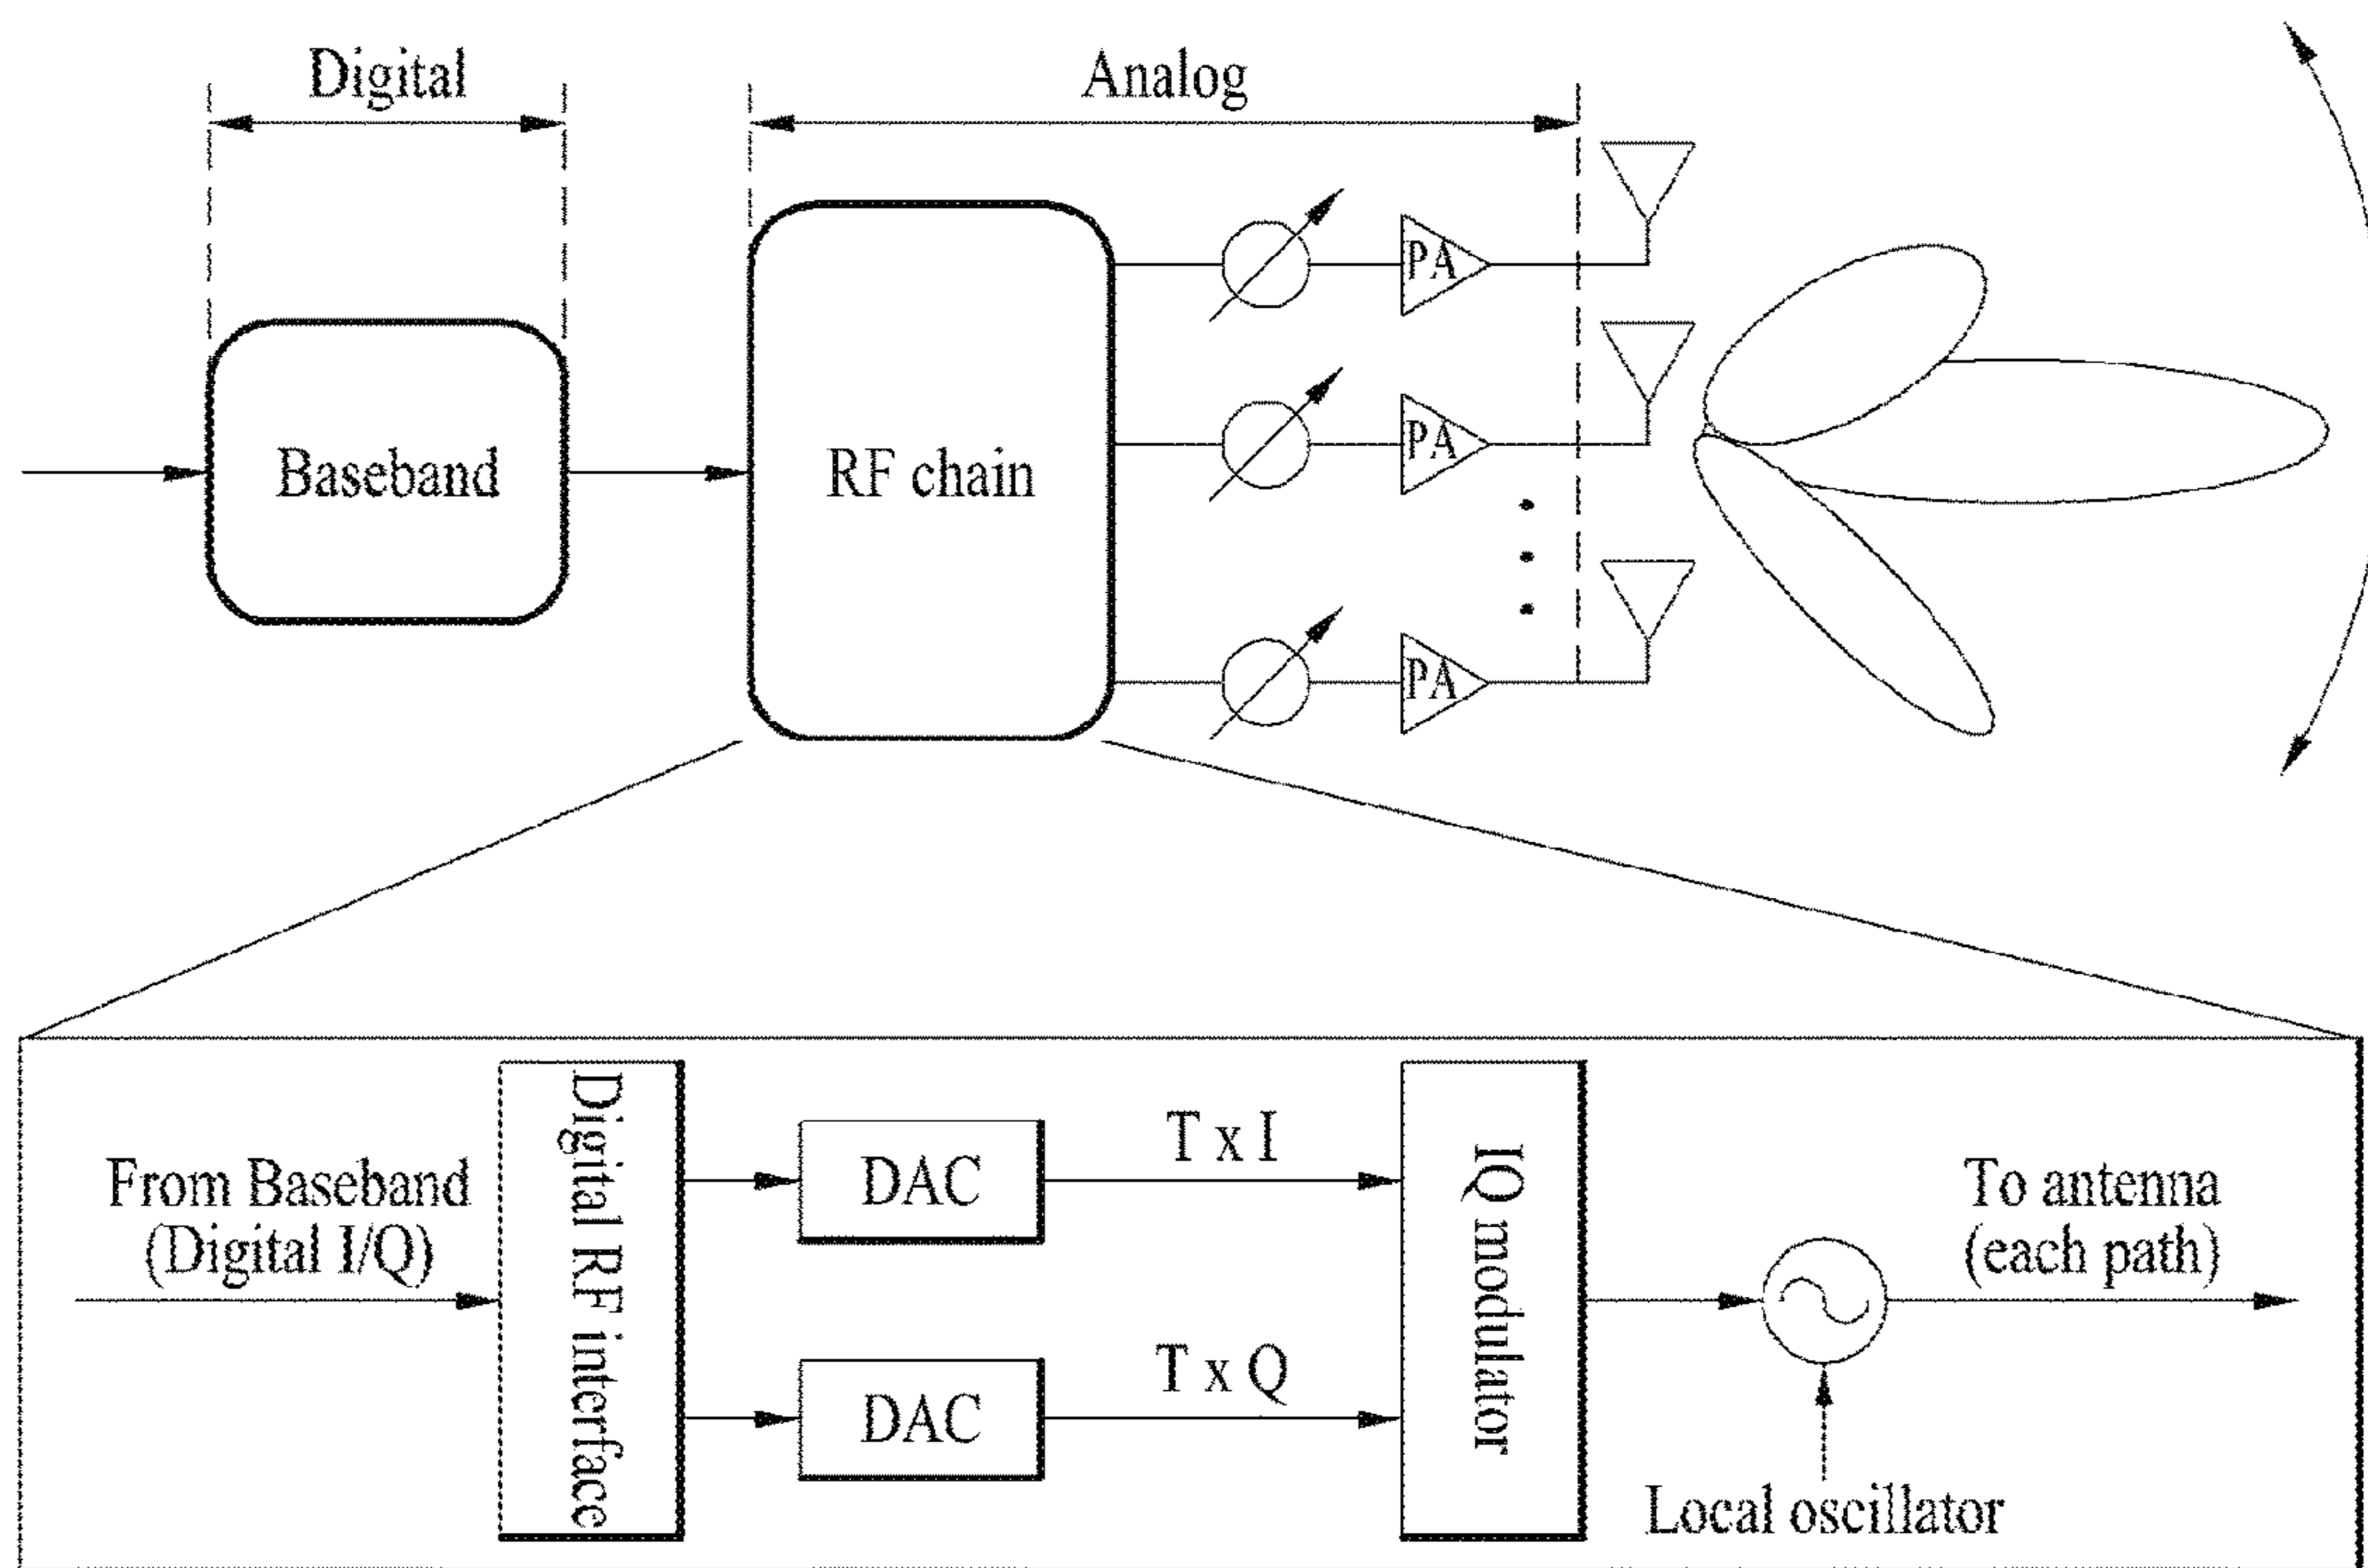 Digital
Analog
PA
Baseband
RF chain
PA
PA
From Baseband
(Digital I/Q)
Digital RF interface
DAC
T x I
DAC
T x Q
IQ modulator
To antenna
(each path)
Local oscillator